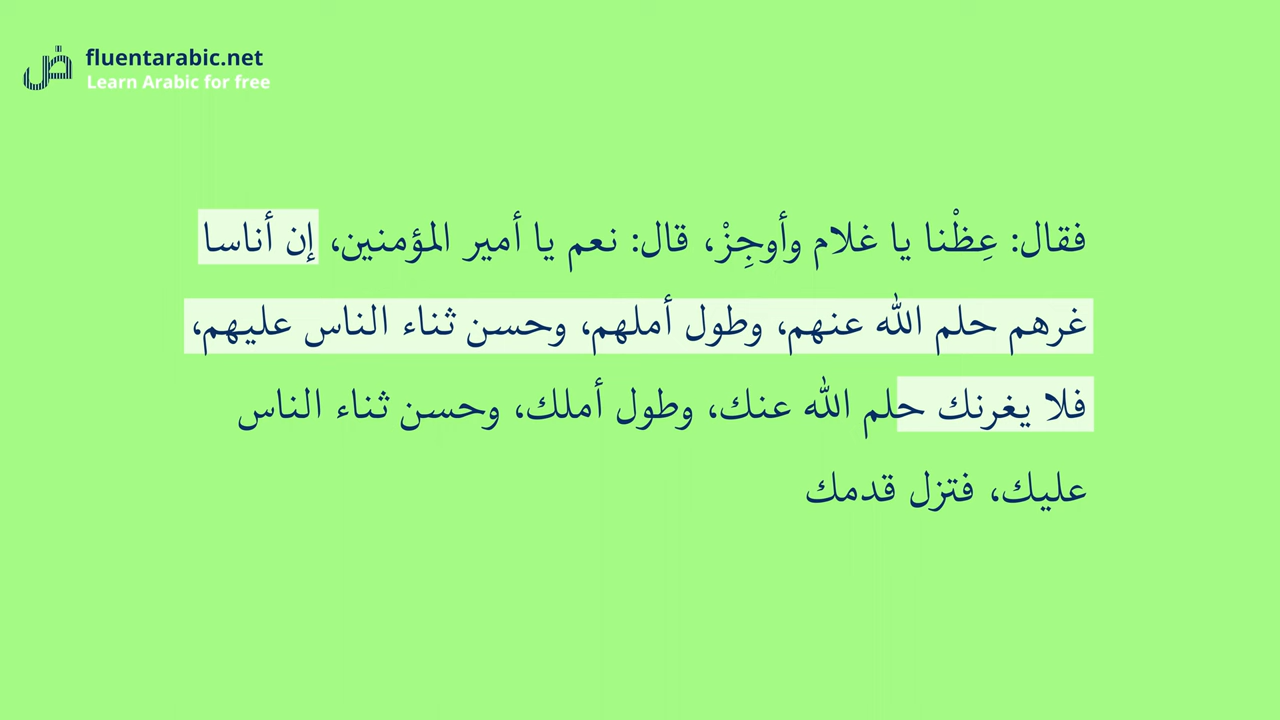 fluentarabic.net
Learn Arabic for free
فقال: عِظْنا يا غلام وأوجِزْ، قال: نعم يا أمير المؤمنين، إن أناسا
غرهم حلم الله عنهم، وطول أملهم، وحسن ثناء الناس عليهم،
فلا يغرنك حلم الله عنك، وطول أملك، وحسن ثناء الناس
عليك، فتزل قدمك